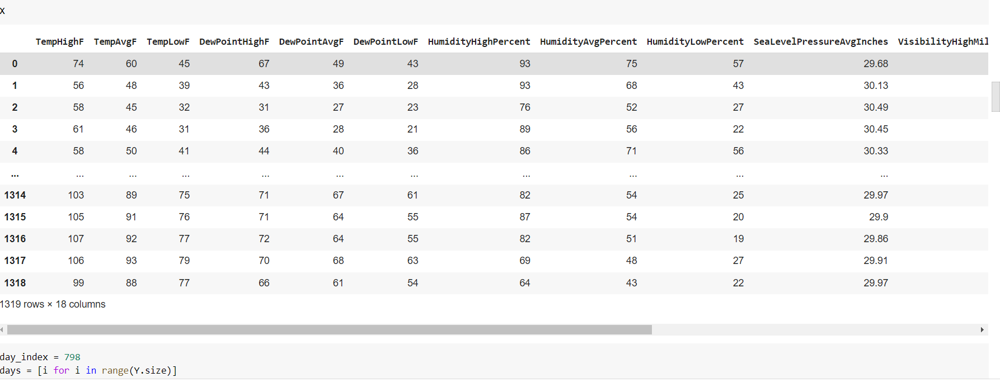 x
TempHighF TempAvgF TempLowF DewPointHighF DewPointAvgF DewPointLowF HumidityHighPercent HumidityAvgPercent HumidityLowPercent SeaLevelPressureAvgInches VisibilityHighMil
0 74 60 45 67 49 43 93 75 57 29.68
1 56 48 39 43 36 28 93 68 43 30.13
2 58 45 32 31 27 23 76 52 27 30.49
3 61 46 31 36 28 21 89 56 22 30.45
4 58 50 41 44 40 36 86 71 56 30.33
... ... ... ... ... ... ... ... ... ... ...
1314 103 89 75 71 67 61 82 54 25 29.97
1315 105 91 76 71 64 55 87 54 20 29.9
1316 107 92 77 72 64 55 82 51 19 29.86
1317 106 93 79 70 68 63 69 48 27 29.91
1318 99 88 77 66 61 54 64 43 22 29.97
1319 rows × 18 columns
day_index = 798
days = [i for i in range(Y.size)]